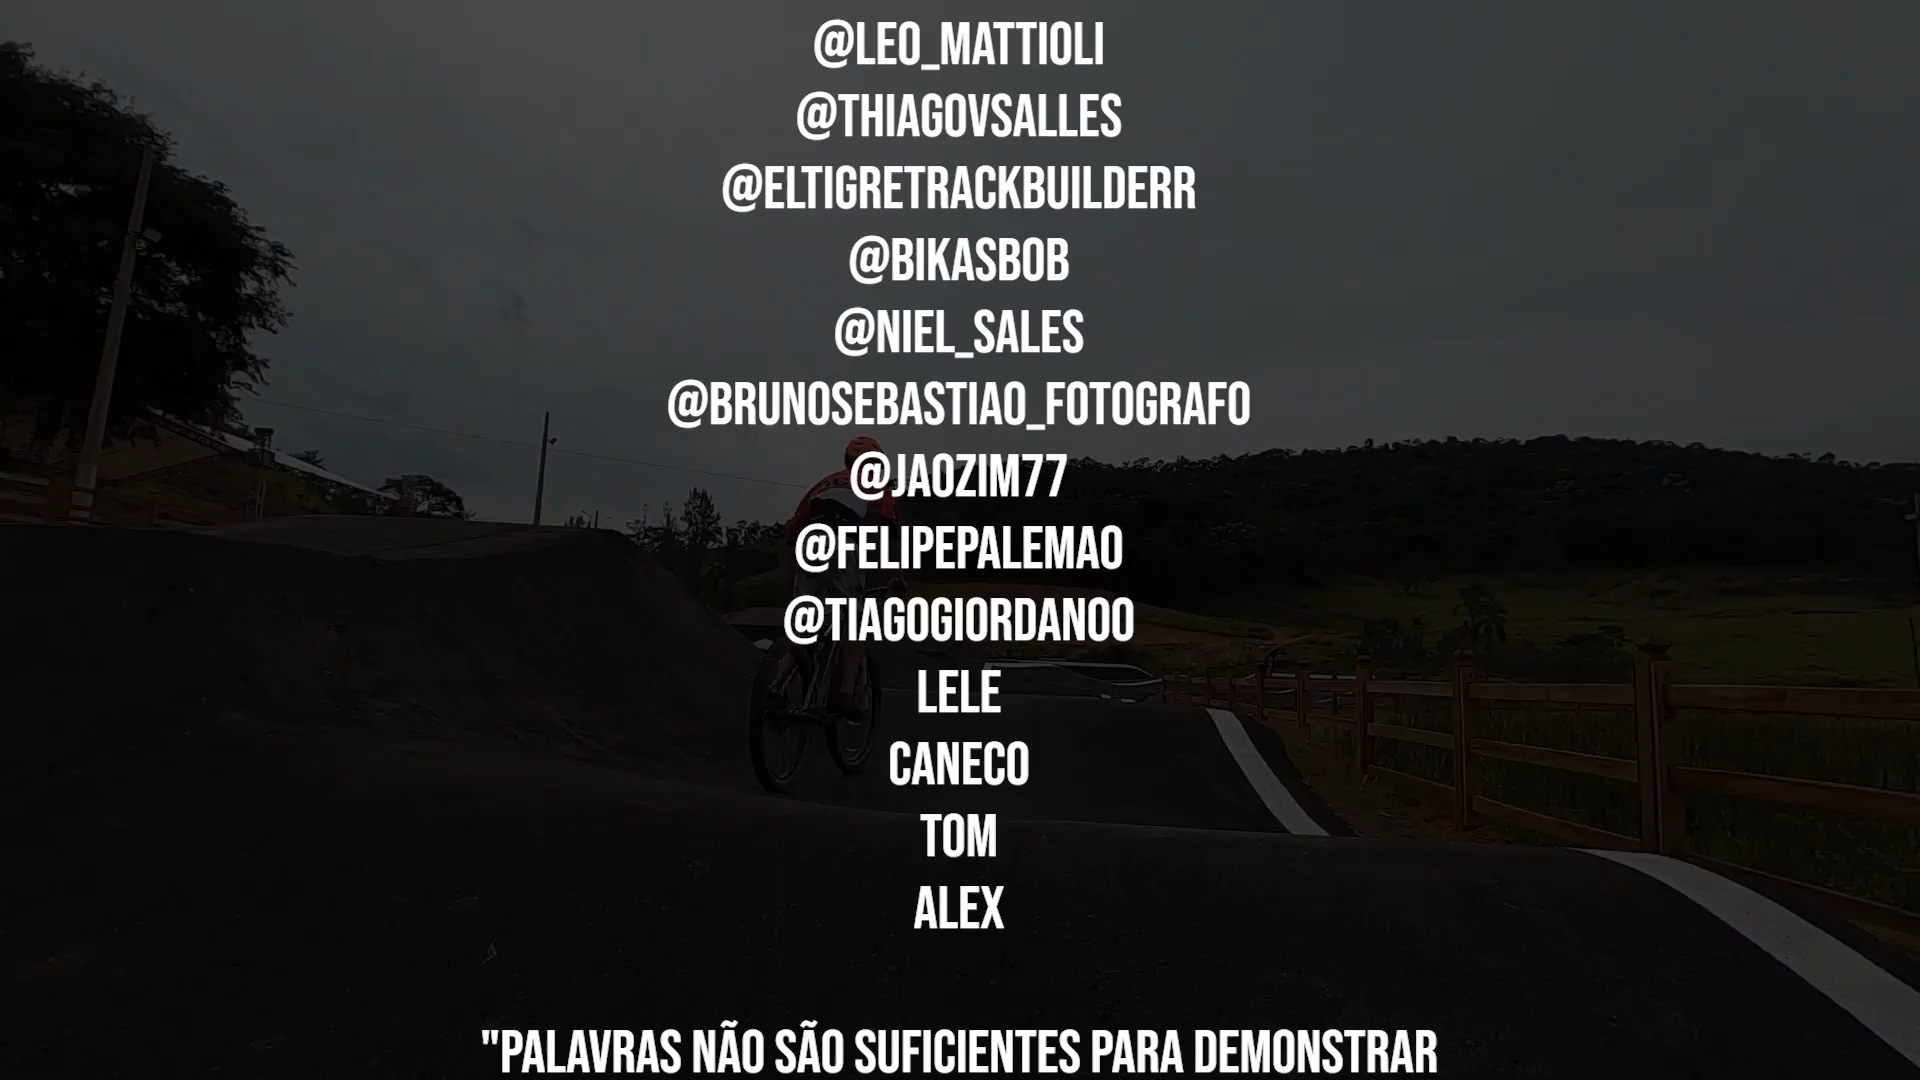 @LEO_MATTIOLI
@THIAGOVSALLES
@ELTIGRETRACKBUILDERR
@BIKASBOB
@NIEL_SALES
@BRUNOSEBASTIAO_FOTOGRAFO
@JAOZIM77
@FELIPEPALEMAO
@TIAGOGIORDANOO
LELE
CANECO
TOM
ALEX
"PALAVRAS NÃO SÃO SUFICIENTES PARA DEMONSTRAR